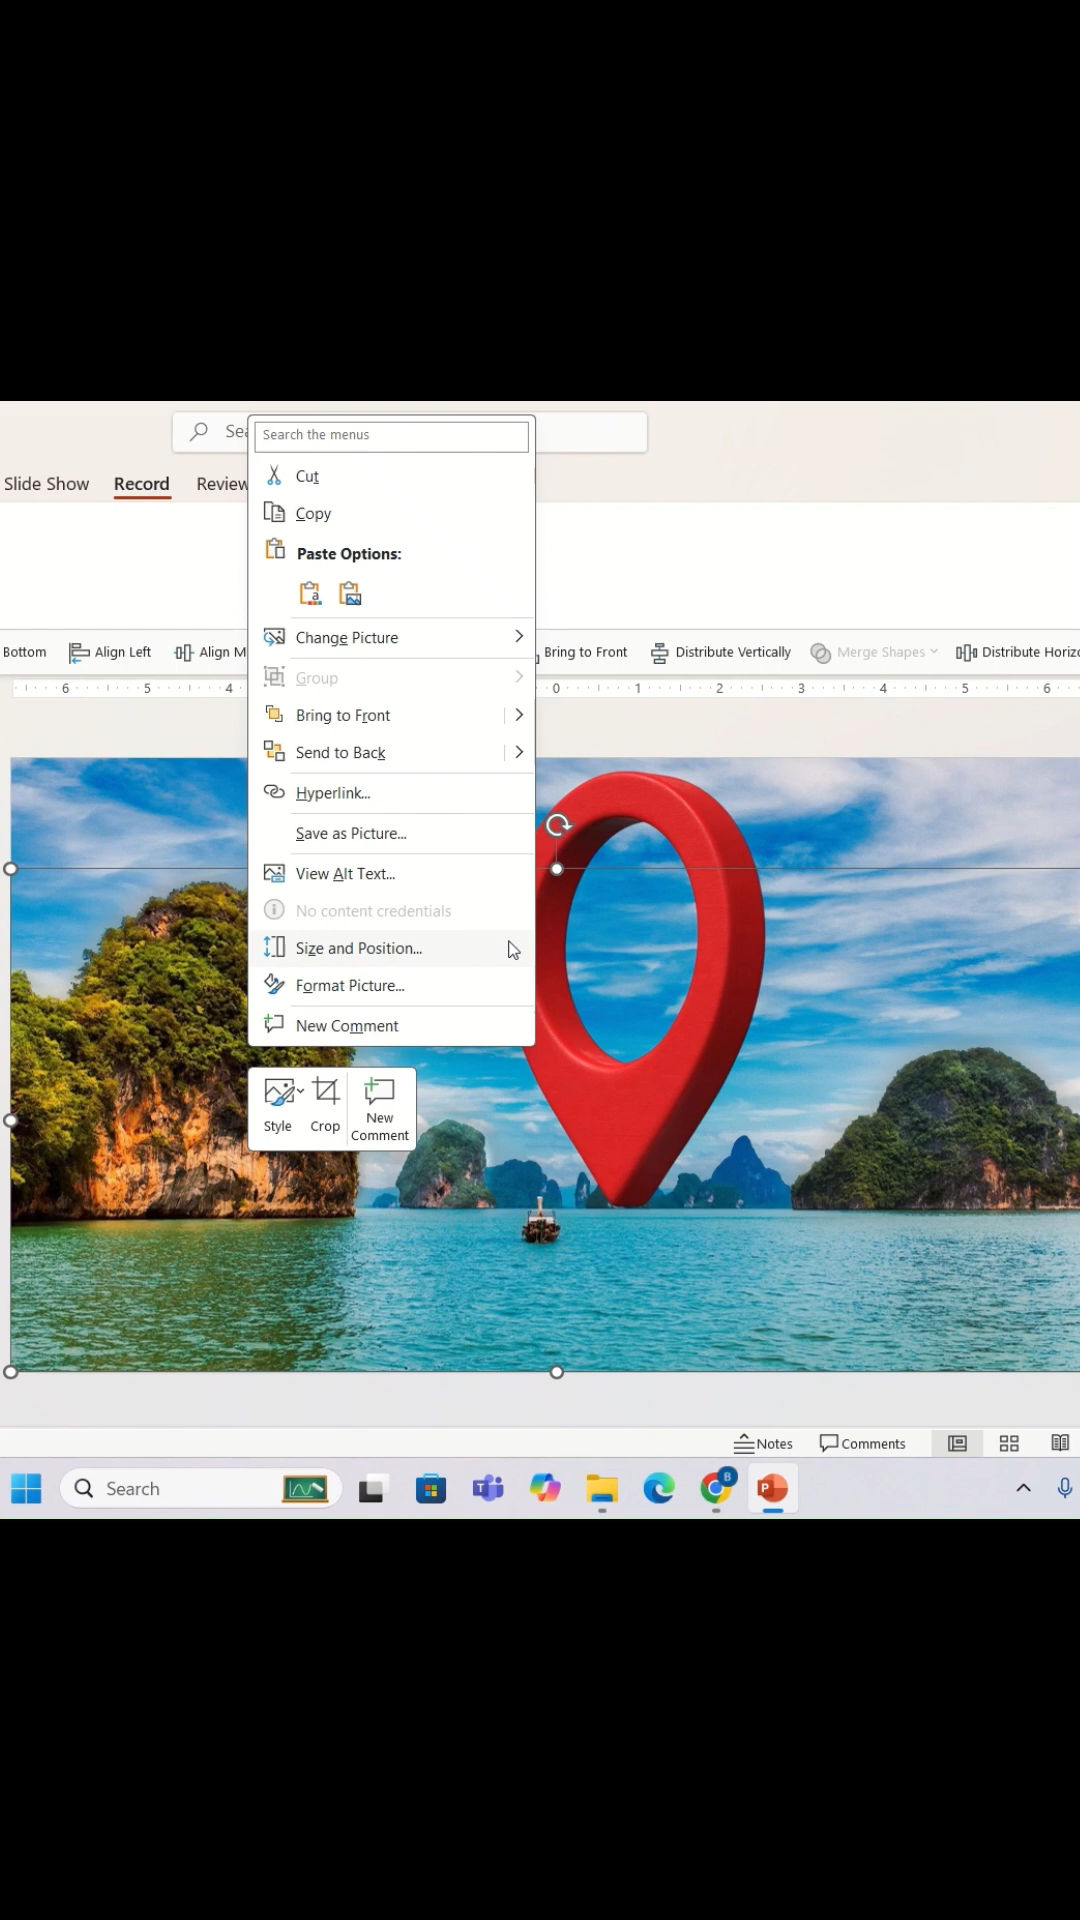 Sea
Search the menus
Slide Show Record Review
Cut
Copy
Paste Options:
a
Bottom Align Left Align M Bring to Front Distribute Vertically Merge Shapes Distribute Horizo
Change Picture
6 5 4 0 1 2 3 4 5 6
Group
Bring to Front
Send to Back
Hyperlink...
Save as Picture...
View Alt Text...
No content credentials
Size and Position...
Format Picture...
New Comment
Style Crop New Comment
Notes Comments
Search
T
B
P